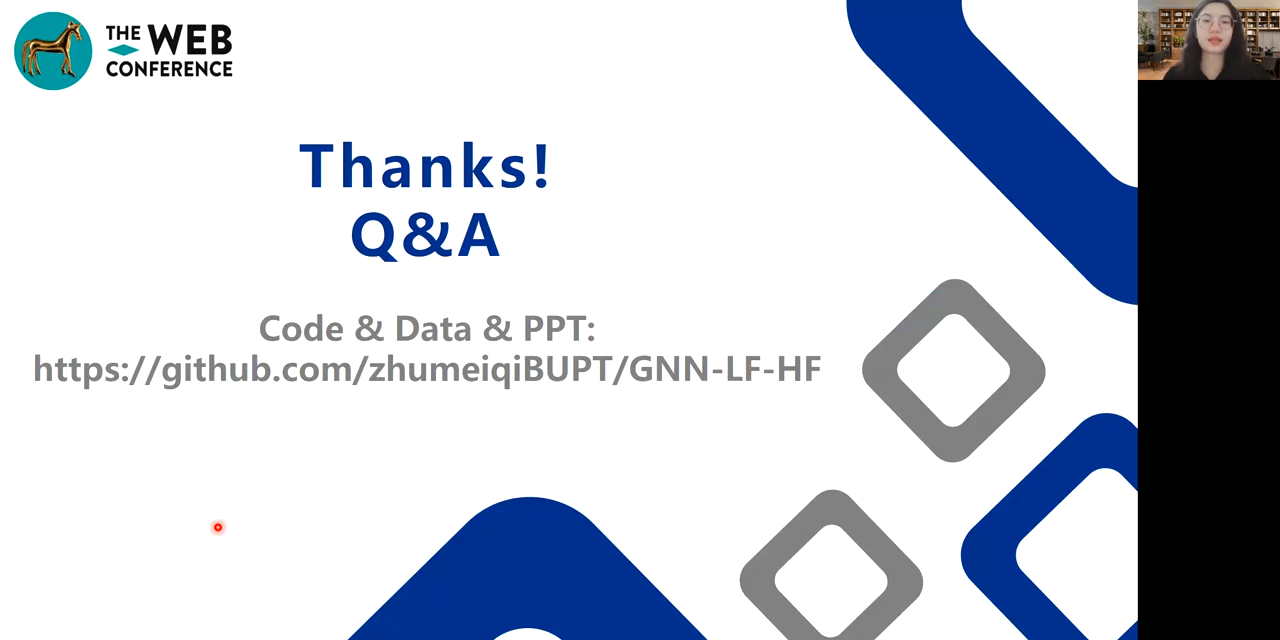 THE WEB
CONFERENCE
Thanks!
Q&A
Code & Data & PPT:
https://github.com/zhumeiqiBUPT/GNN-LF-HF